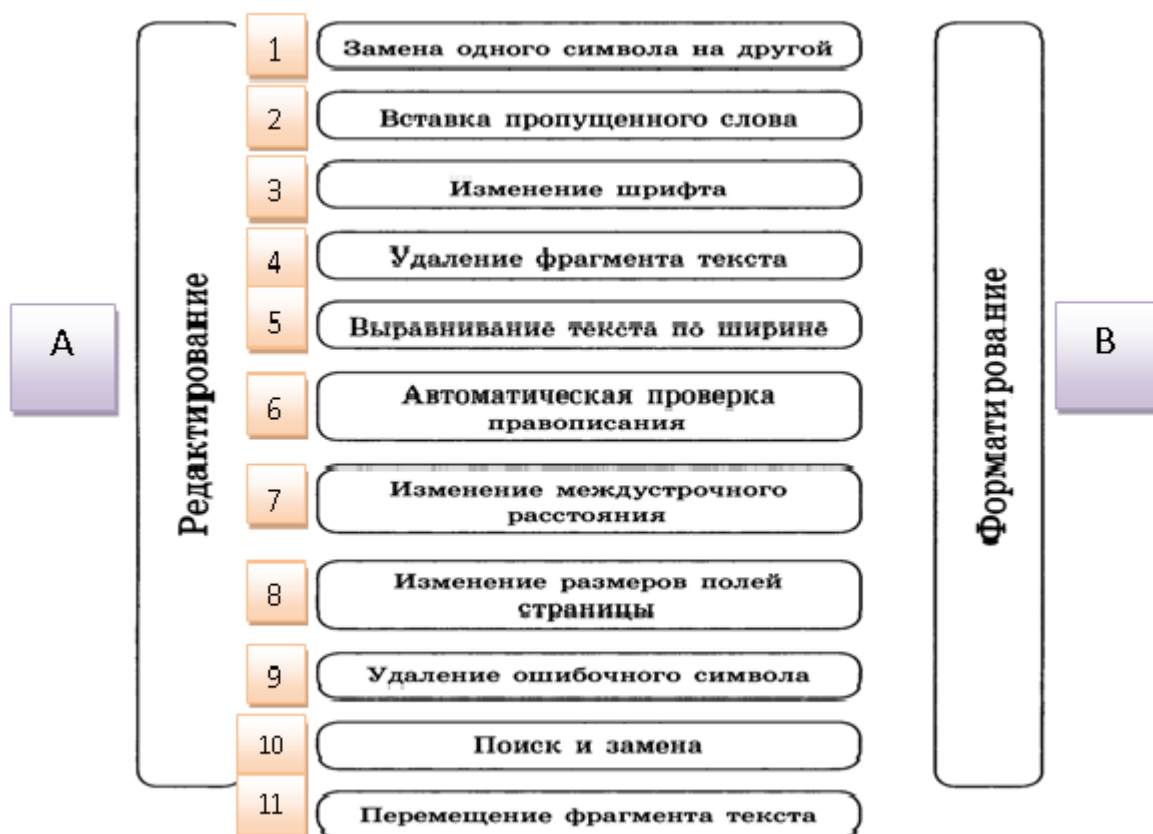 1
Замена одного символа на другой
2
Вставка пропущенного слова
3
Изменение шрифта
4
Удаление фрагмента текста
5
Выравнивание текста по ширине
A
Редактирование
6
Автоматическая проверка
правописания
7
Изменение междустрочного
расстояния
8
Изменение размеров полей
страницы
9
Удаление ошибочного символа
10
Поиск и замена
11
Перемещение фрагмента текста
Форматирование
B